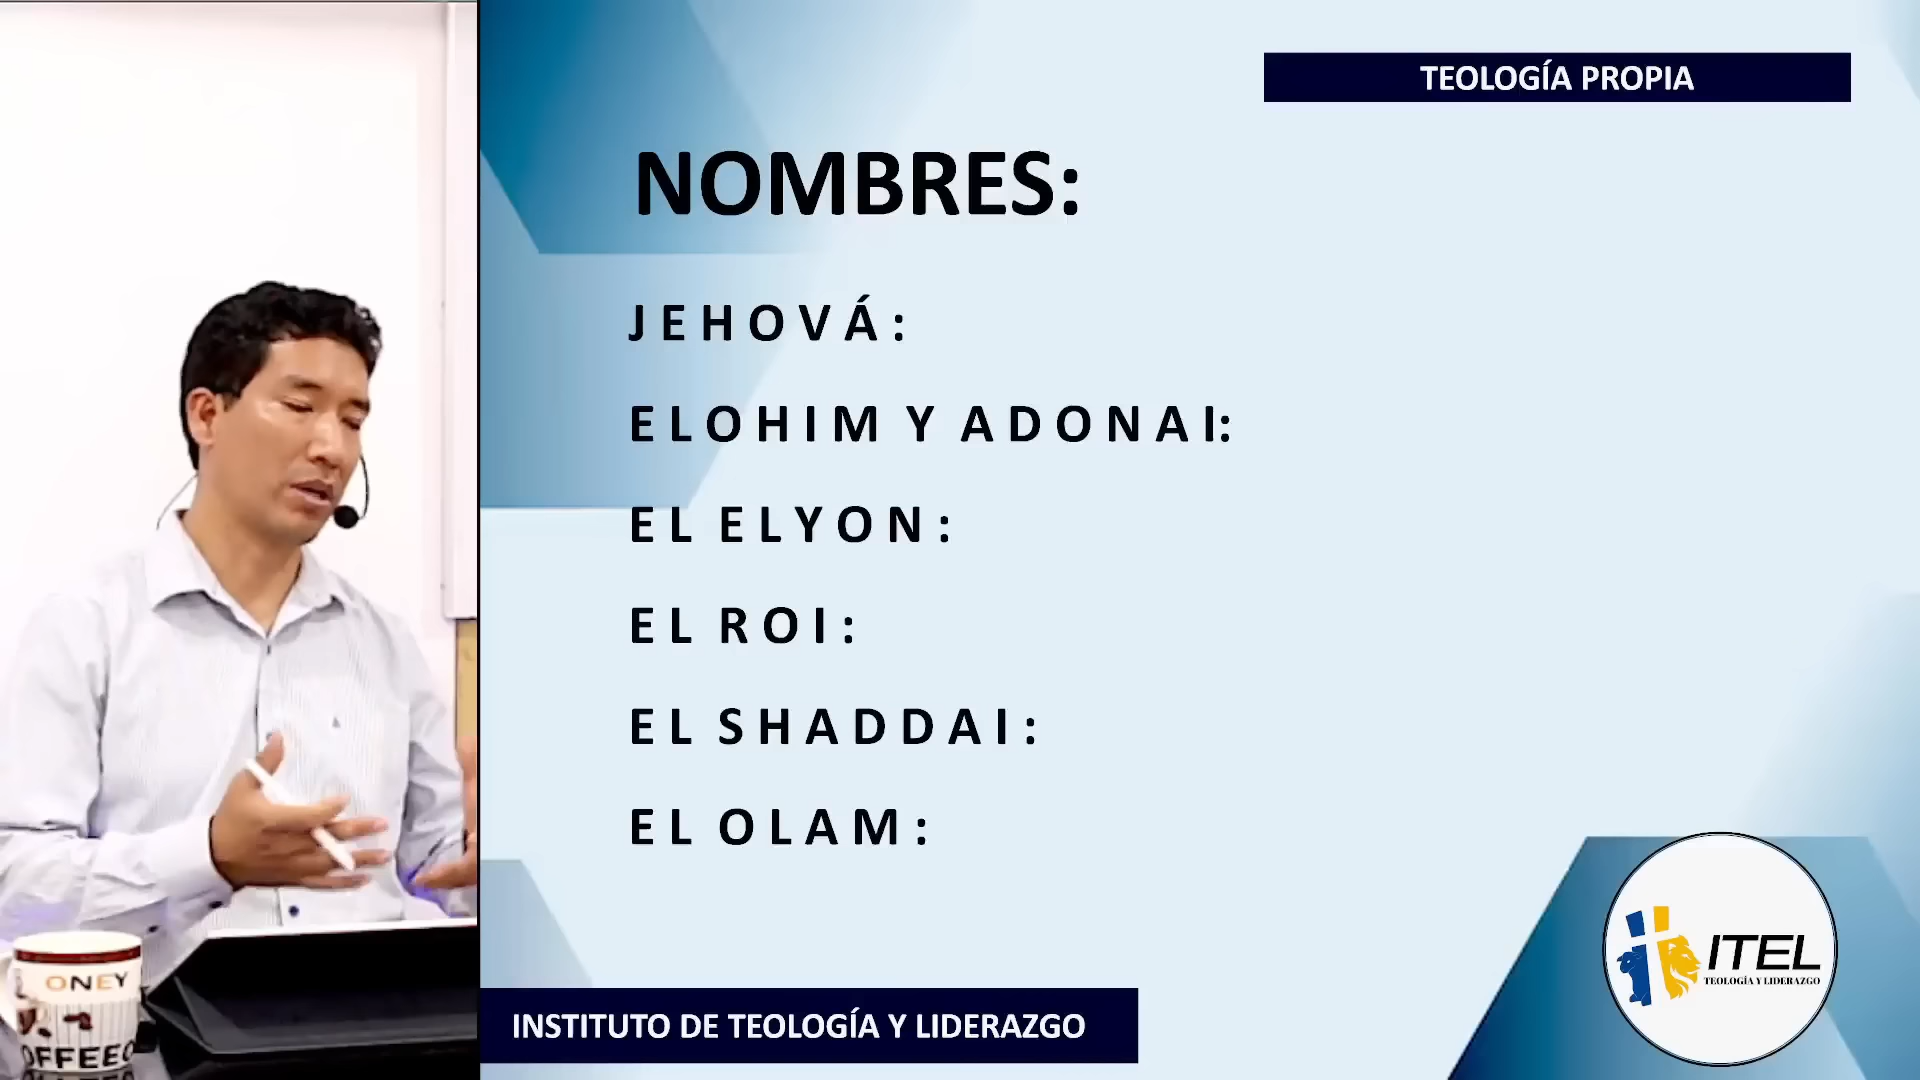 TEOLOGÍA PROPIA
NOMBRES:
JEHOVÁ:
ELOHIM Y ADONAI:
EL ELYON:
EL ROI:
EL SHADDAI:
EL OLAM:
ITEL
TEOLOGÍA Y LIDERAZGO
INSTITUTO DE TEOLOGÍA Y LIDERAZGO
ONEY
OFFEE